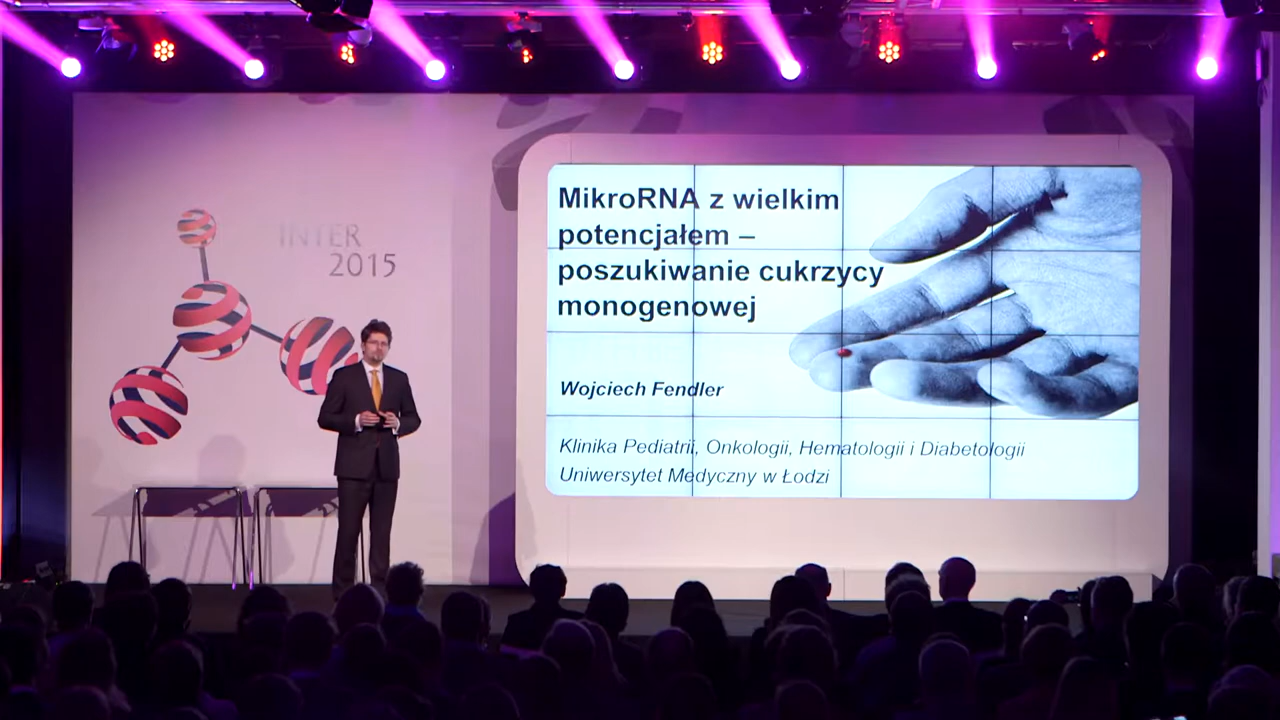 INTER
2015
MikroRNA z wielkim
potencjałem –
poszukiwanie cukrzycy
monogenowej
Wojciech Fendler
Klinika Pediatrii, Onkologii, Hematologii i Diabetologii
Uniwersytet Medyczny w Łodzi